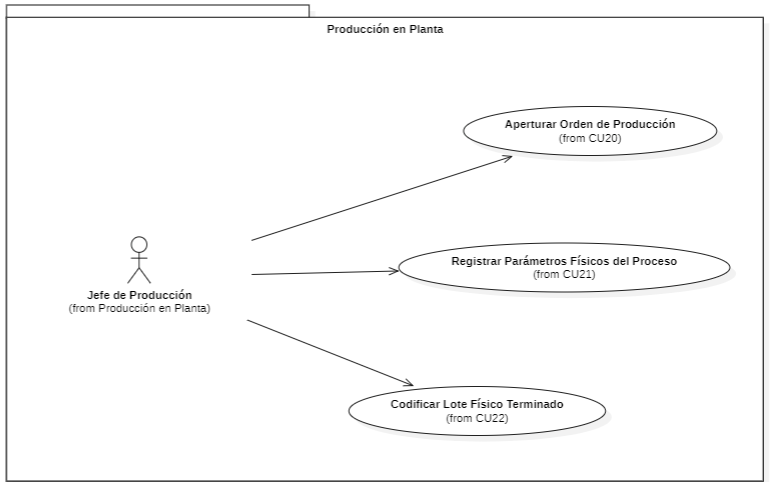 Producción en Planta
Aperturar Orden de Producción
(from CU20)
Registrar Parámetros Físicos del Proceso
(from CU21)
Jefe de Producción
(from Producción en Planta)
Codificar Lote Físico Terminado
(from CU22)